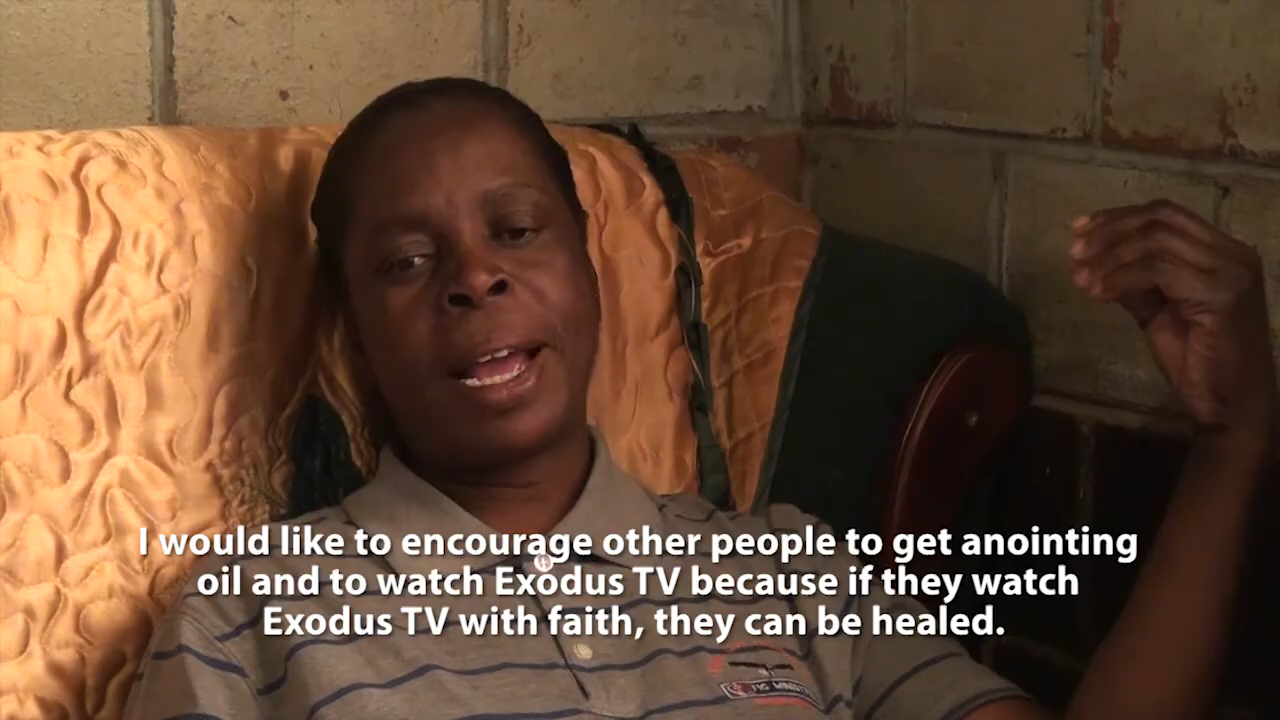 I would like to encourage other people to get anointing
oil and to watch Exodus TV because if they watch
Exodus TV with faith, they can be healed.